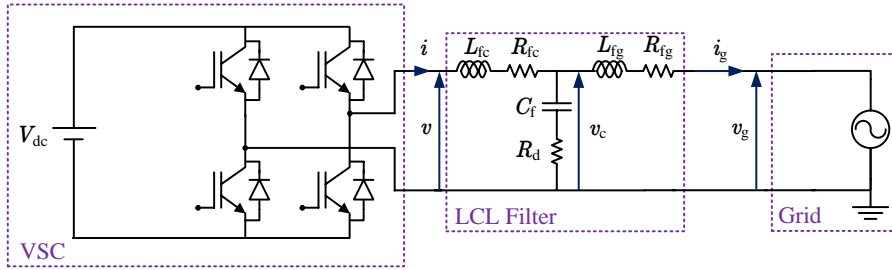 i
L_fc
R_fc
L_fg
R_fg
i_g
V_dc
v
C_f
R_d
v_c
v_g
VSC
LCL Filter
Grid